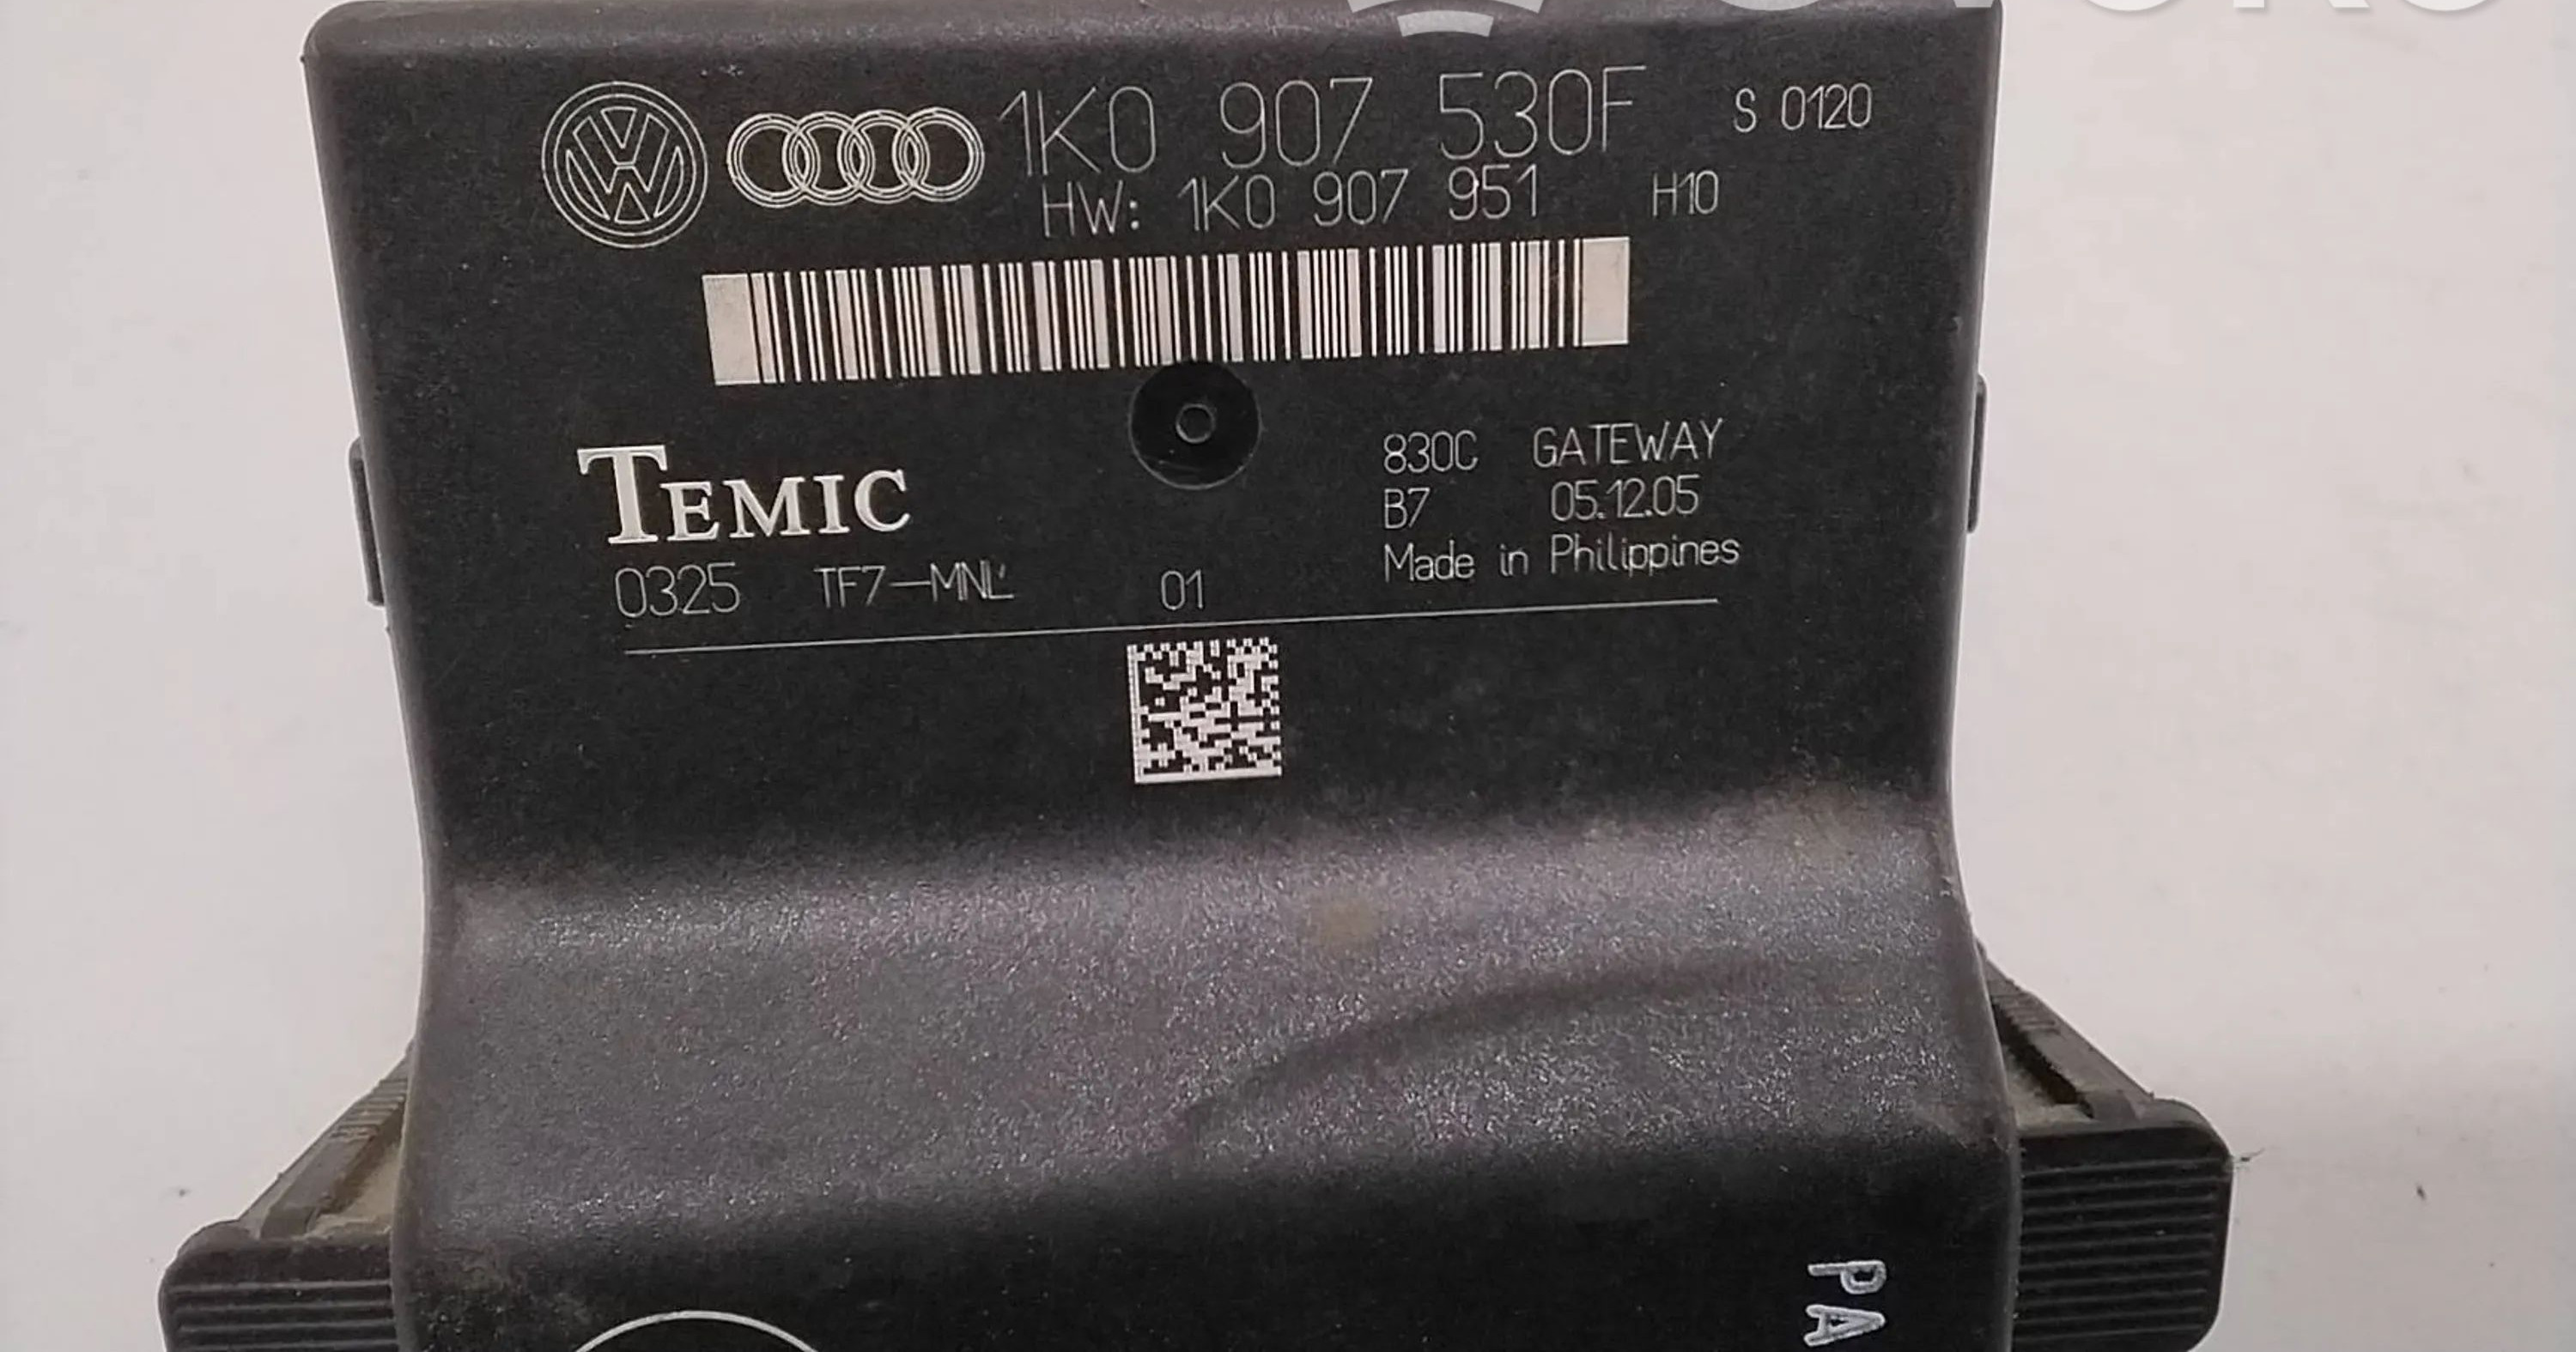 1K0 907 530F S 0120
HW: 1K0 907 951 H10
TEMIC
830C GATEWAY
B7 05.12.05
Made in Philippines
0325 TF7-MNL 01
PA